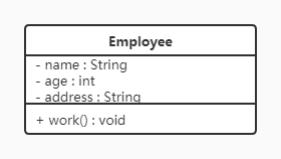 Employee
- name : String
- age : int
- address : String
+ work() : void